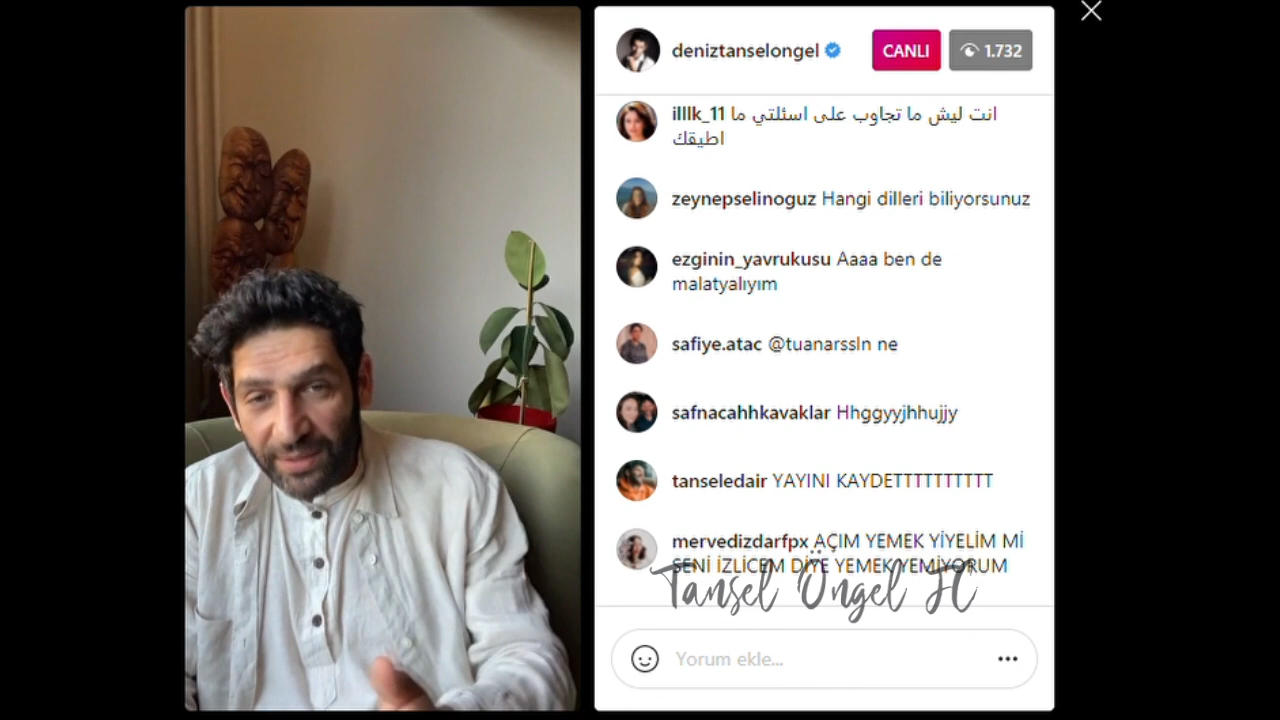 deniztanselongel
CANLI
1.732
illlk_11 انت ليش ما تجاوب على اسئلتي ما
اطيقك
zeynepselinoguz Hangi dilleri biliyorsunuz
ezginin_yavrukusu Aaaa ben de
malatyalıyım
safiye.atac @tuanarssln ne
safnacahhkavaklar Hhggyyjhhujjy
tanseledair YAYINI KAYDETTTTTTTTTT
mervedizdarfpx AÇIM YEMEK YİYELİM Mİ
SENİ İZLİCEM DİYE YEMEK YEMİYORUM
Tansel Öngel FC
Yorum ekle...